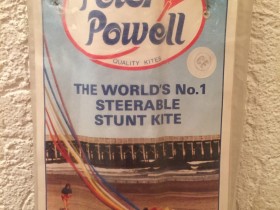 Peter
Powell
QUALITY KITES
THE WORLD'S No.1
STEERABLE
STUNT KITE